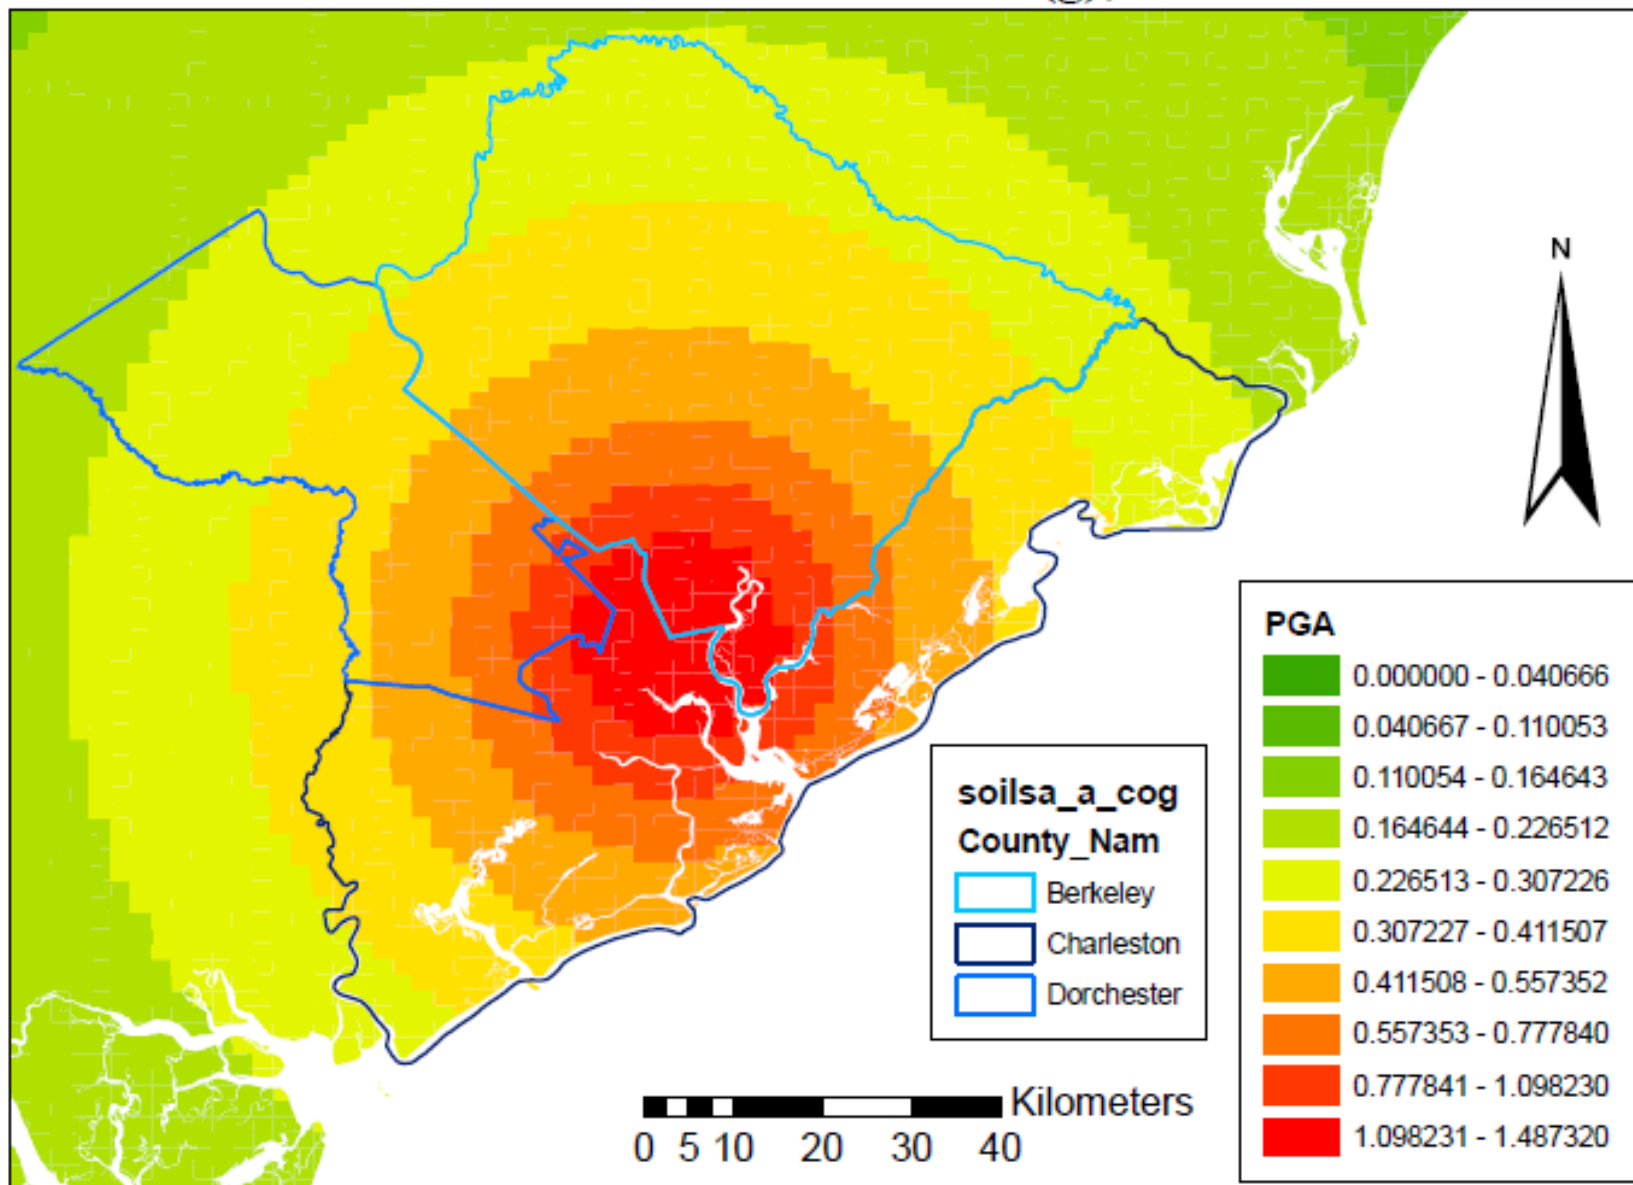 N
PGA
0.000000 - 0.040666
0.040667 - 0.110053
0.110054 - 0.164643
0.164644 - 0.226512
0.226513 - 0.307226
0.307227 - 0.411507
0.411508 - 0.557352
0.557353 - 0.777840
0.777841 - 1.098230
1.098231 - 1.487320
soilsa_a_cog
County_Nam
Berkeley
Charleston
Dorchester
Kilometers
0 5 10 20 30 40